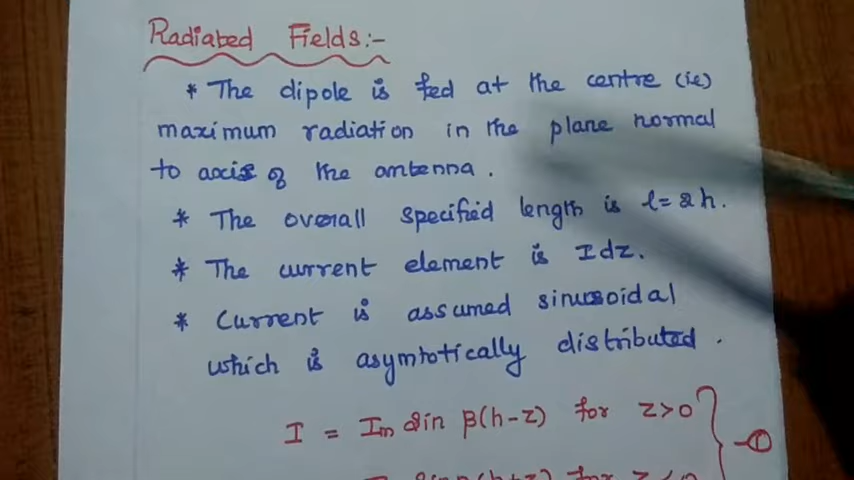 Radiated Fields:-
* The dipole is fed at the centre (ie)
maximum radiation in the plane normal
to axis of the antenna.
* The overall specified length is l=2h.
* The current element is Idz.
* Current is assumed sinusoidal
which is asymtotically distributed.
I = Im sin β(h-z) for z>0 } -①